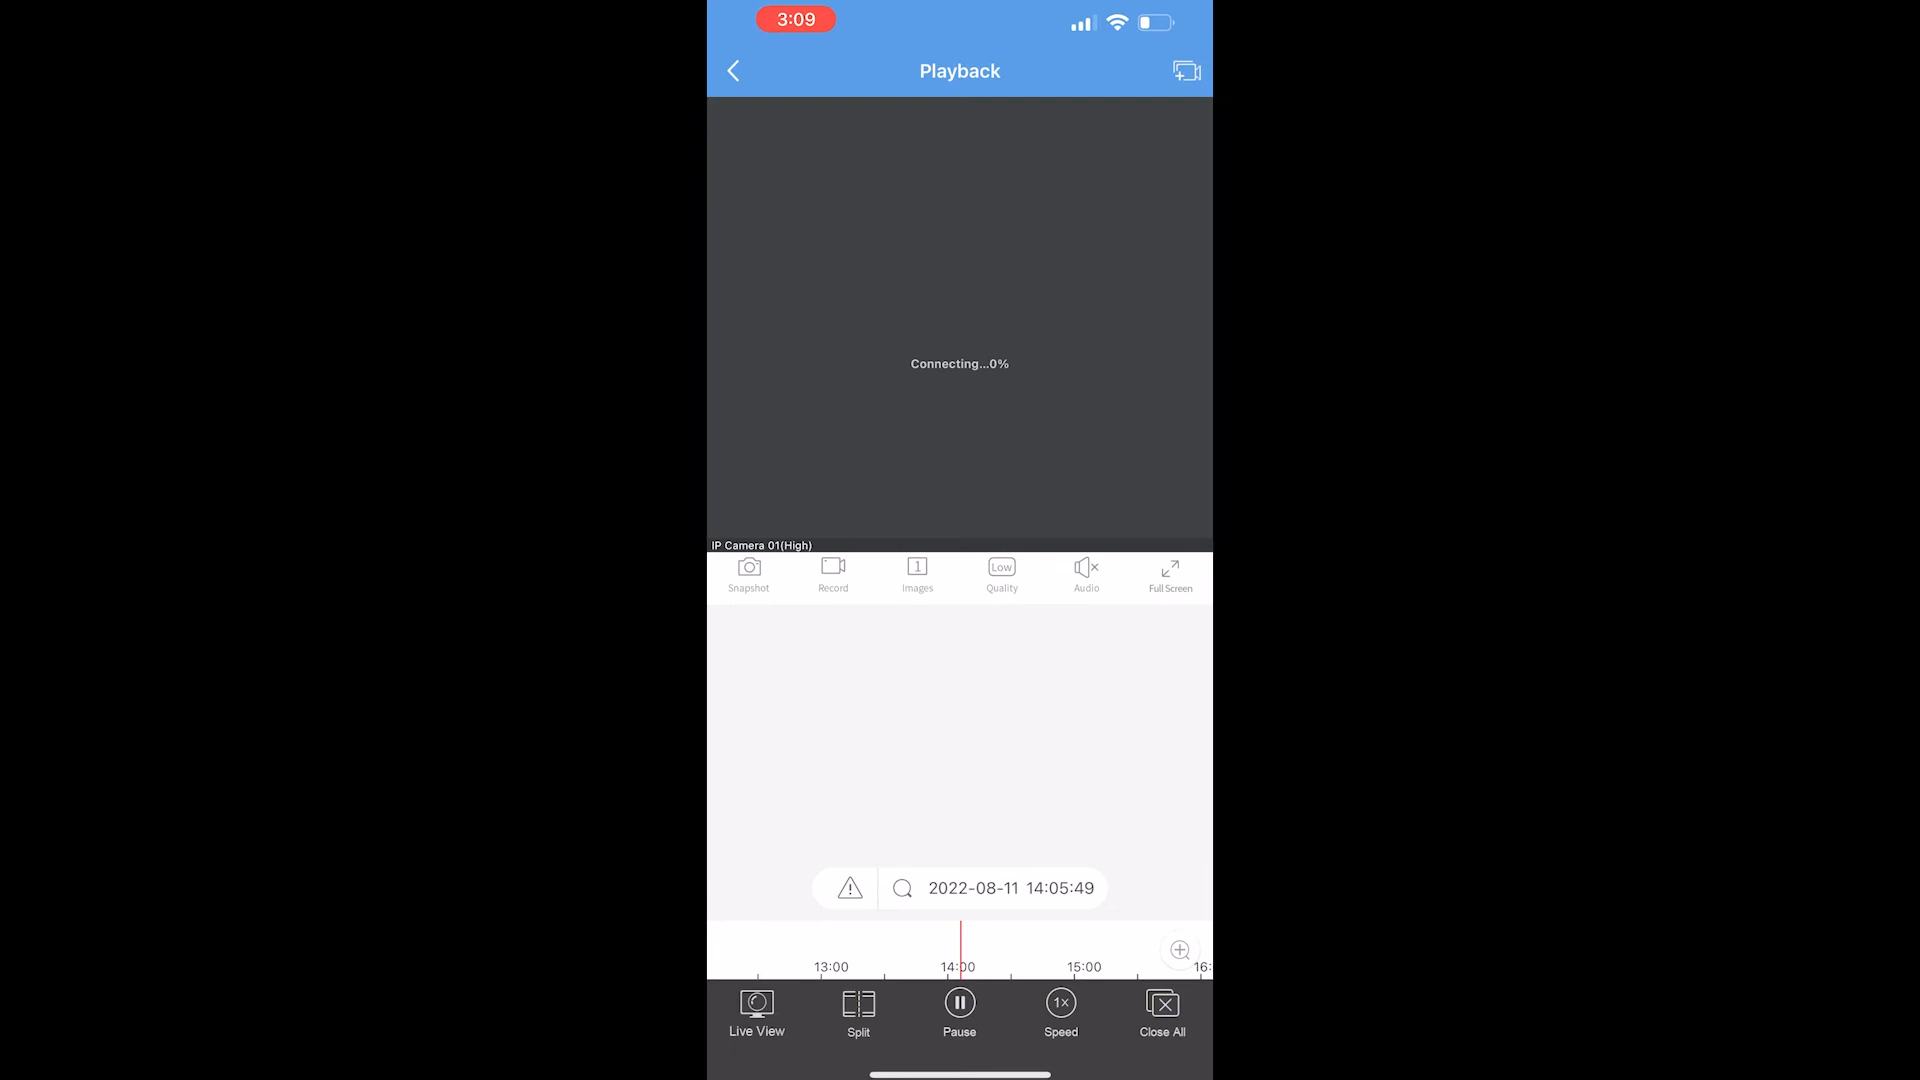 3:09
Playback
Connecting...0%
IP Camera 01(High)
1 Low
Snapshot Record Images Quality Audio Full Screen
2022-08-11 14:05:49
13:00 14:00 15:00 16:
1×
Live View Split Pause Speed Close All